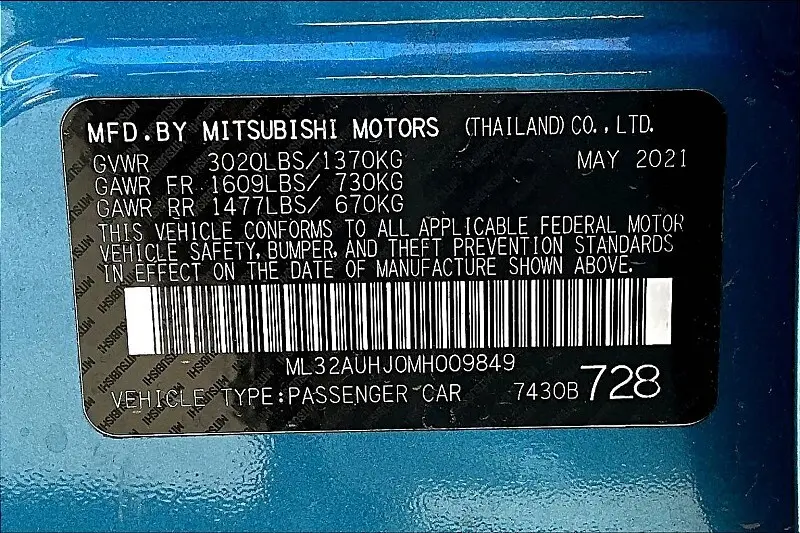 MFD.BY MITSUBISHI MOTORS (THAILAND) CO., LTD.
GVWR 3020LBS/1370KG MAY 2021
GAWR FR 1609LBS/ 730KG
GAWR RR 1477LBS/ 670KG
THIS VEHICLE CONFORMS TO ALL APPLICABLE FEDERAL MOTOR
VEHICLE SAFETY, BUMPER, AND THEFT PREVENTION STANDARDS
IN EFFECT ON THE DATE OF MANUFACTURE SHOWN ABOVE.
ML32AUHJ0MH009849
VEHICLE TYPE:PASSENGER CAR 7430B 728